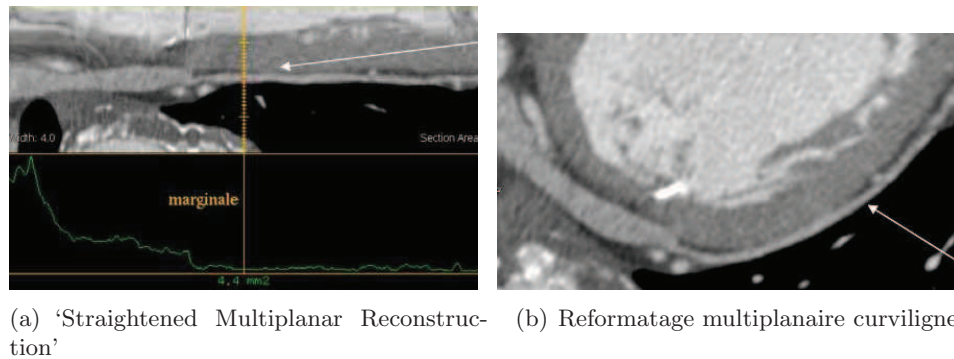 Width: 4.0
Section Area
marginale
4,4 mm2
(a) ‘Straightened Multiplanar Reconstruc-
tion’
(b) Reformatage multiplanaire curviligne